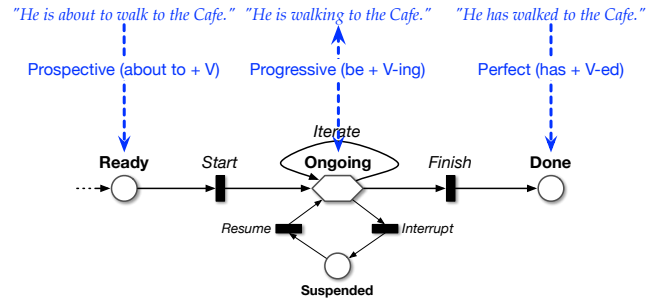 "He is about to walk to the Cafe." "He is walking to the Cafe." "He has walked to the Cafe."
Prospective (about to + V) Progressive (be + V-ing) Perfect (has + V-ed)
Iterate
Ready Start Ongoing Finish Done
Resume Interrupt
Suspended